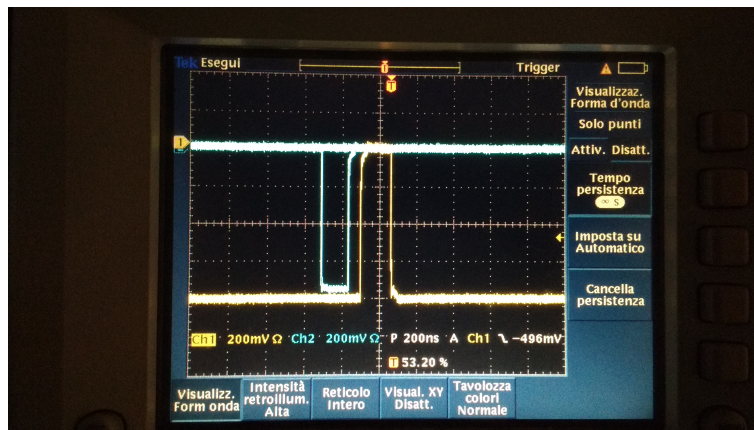 Tek Esegui
Trigger
T
1
Visualizzaz.
Forma d'onda
Solo punti
Attiv. Disatt.
Tempo
persistenza
∞ S
Imposta su
Automatico
Cancella
persistenza
Ch1 200mV Ω Ch2 200mV Ω P 200ns A Ch1 ↘ −496mV
T 53.20 %
Visualizz.
Form onda
Intensità
retroillum.
Alta
Reticolo
Intero
Visual. XY
Disatt.
Tavolozza
colori
Normale